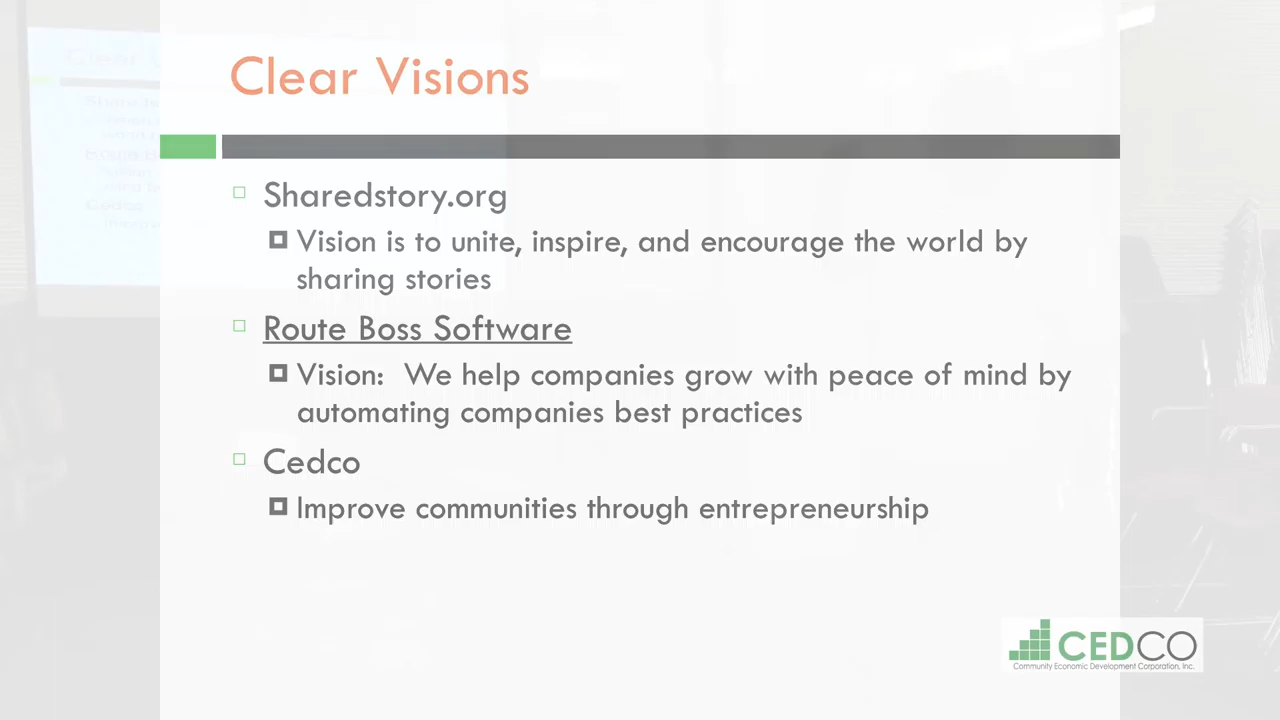 Clear Visions
Sharedstory.org
Vision is to unite, inspire, and encourage the world by
sharing stories
Route Boss Software
Vision:  We help companies grow with peace of mind by
automating companies best practices
Cedco
Improve communities through entrepreneurship
CEDCO
Community Economic Development Corporation, Inc.